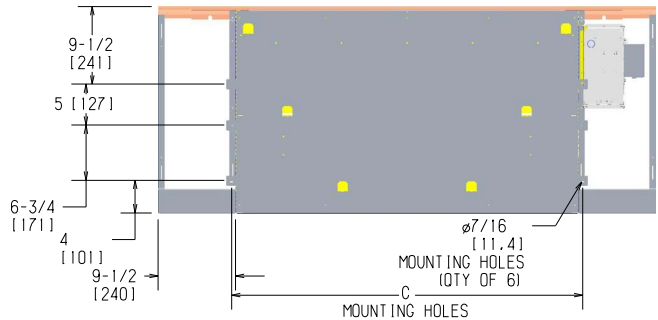 9-1/2
[241]
5 [127]
6-3/4
[171]
4
[101]
9-1/2
[240]
ø7/16
[11.4]
MOUNTING HOLES
(QTY OF 6)
C
MOUNTING HOLES